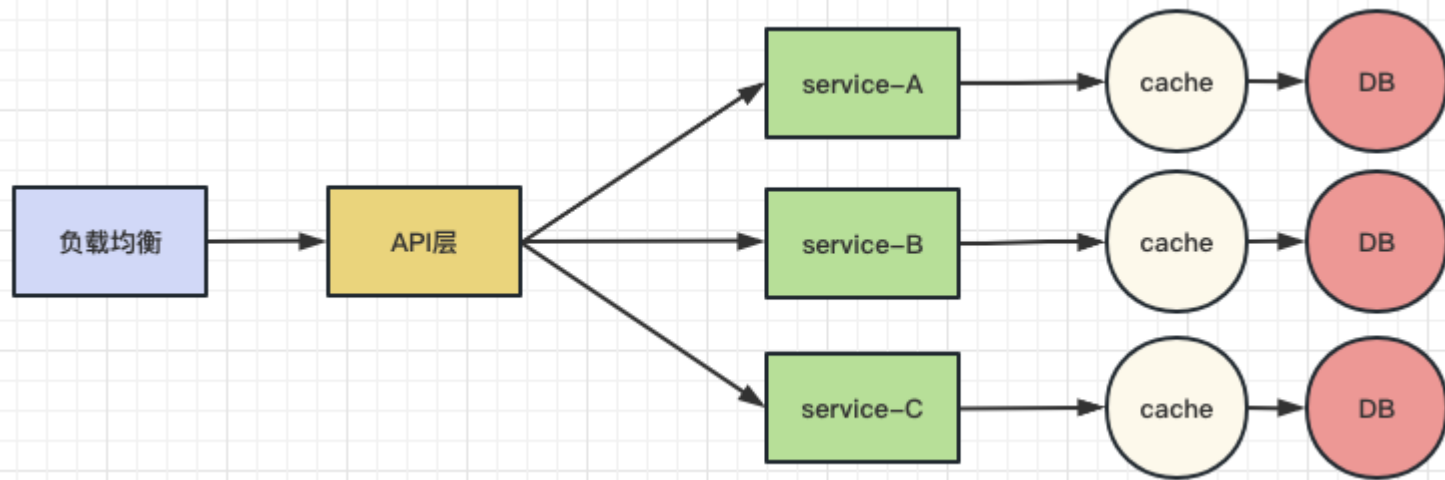 service–A
cache
DB
负载均衡
API层
service–B
cache
DB
service–C
cache
DB